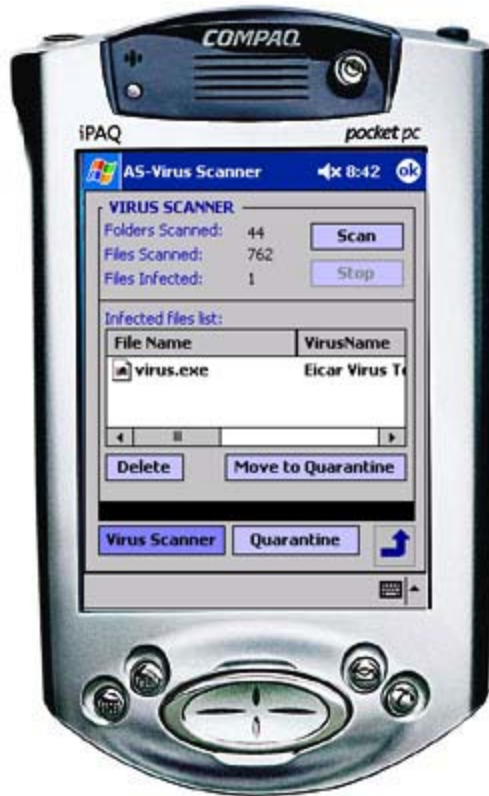 COMPAQ
iPAQ pocket pc
AS-Virus Scanner 8:42 ok
VIRUS SCANNER
Folders Scanned: 44 Scan
Files Scanned: 762
Files Infected: 1 Stop
Infected files list:
File Name VirusName
virus.exe Eicar Virus Te
Delete Move to Quarantine
Virus Scanner Quarantine